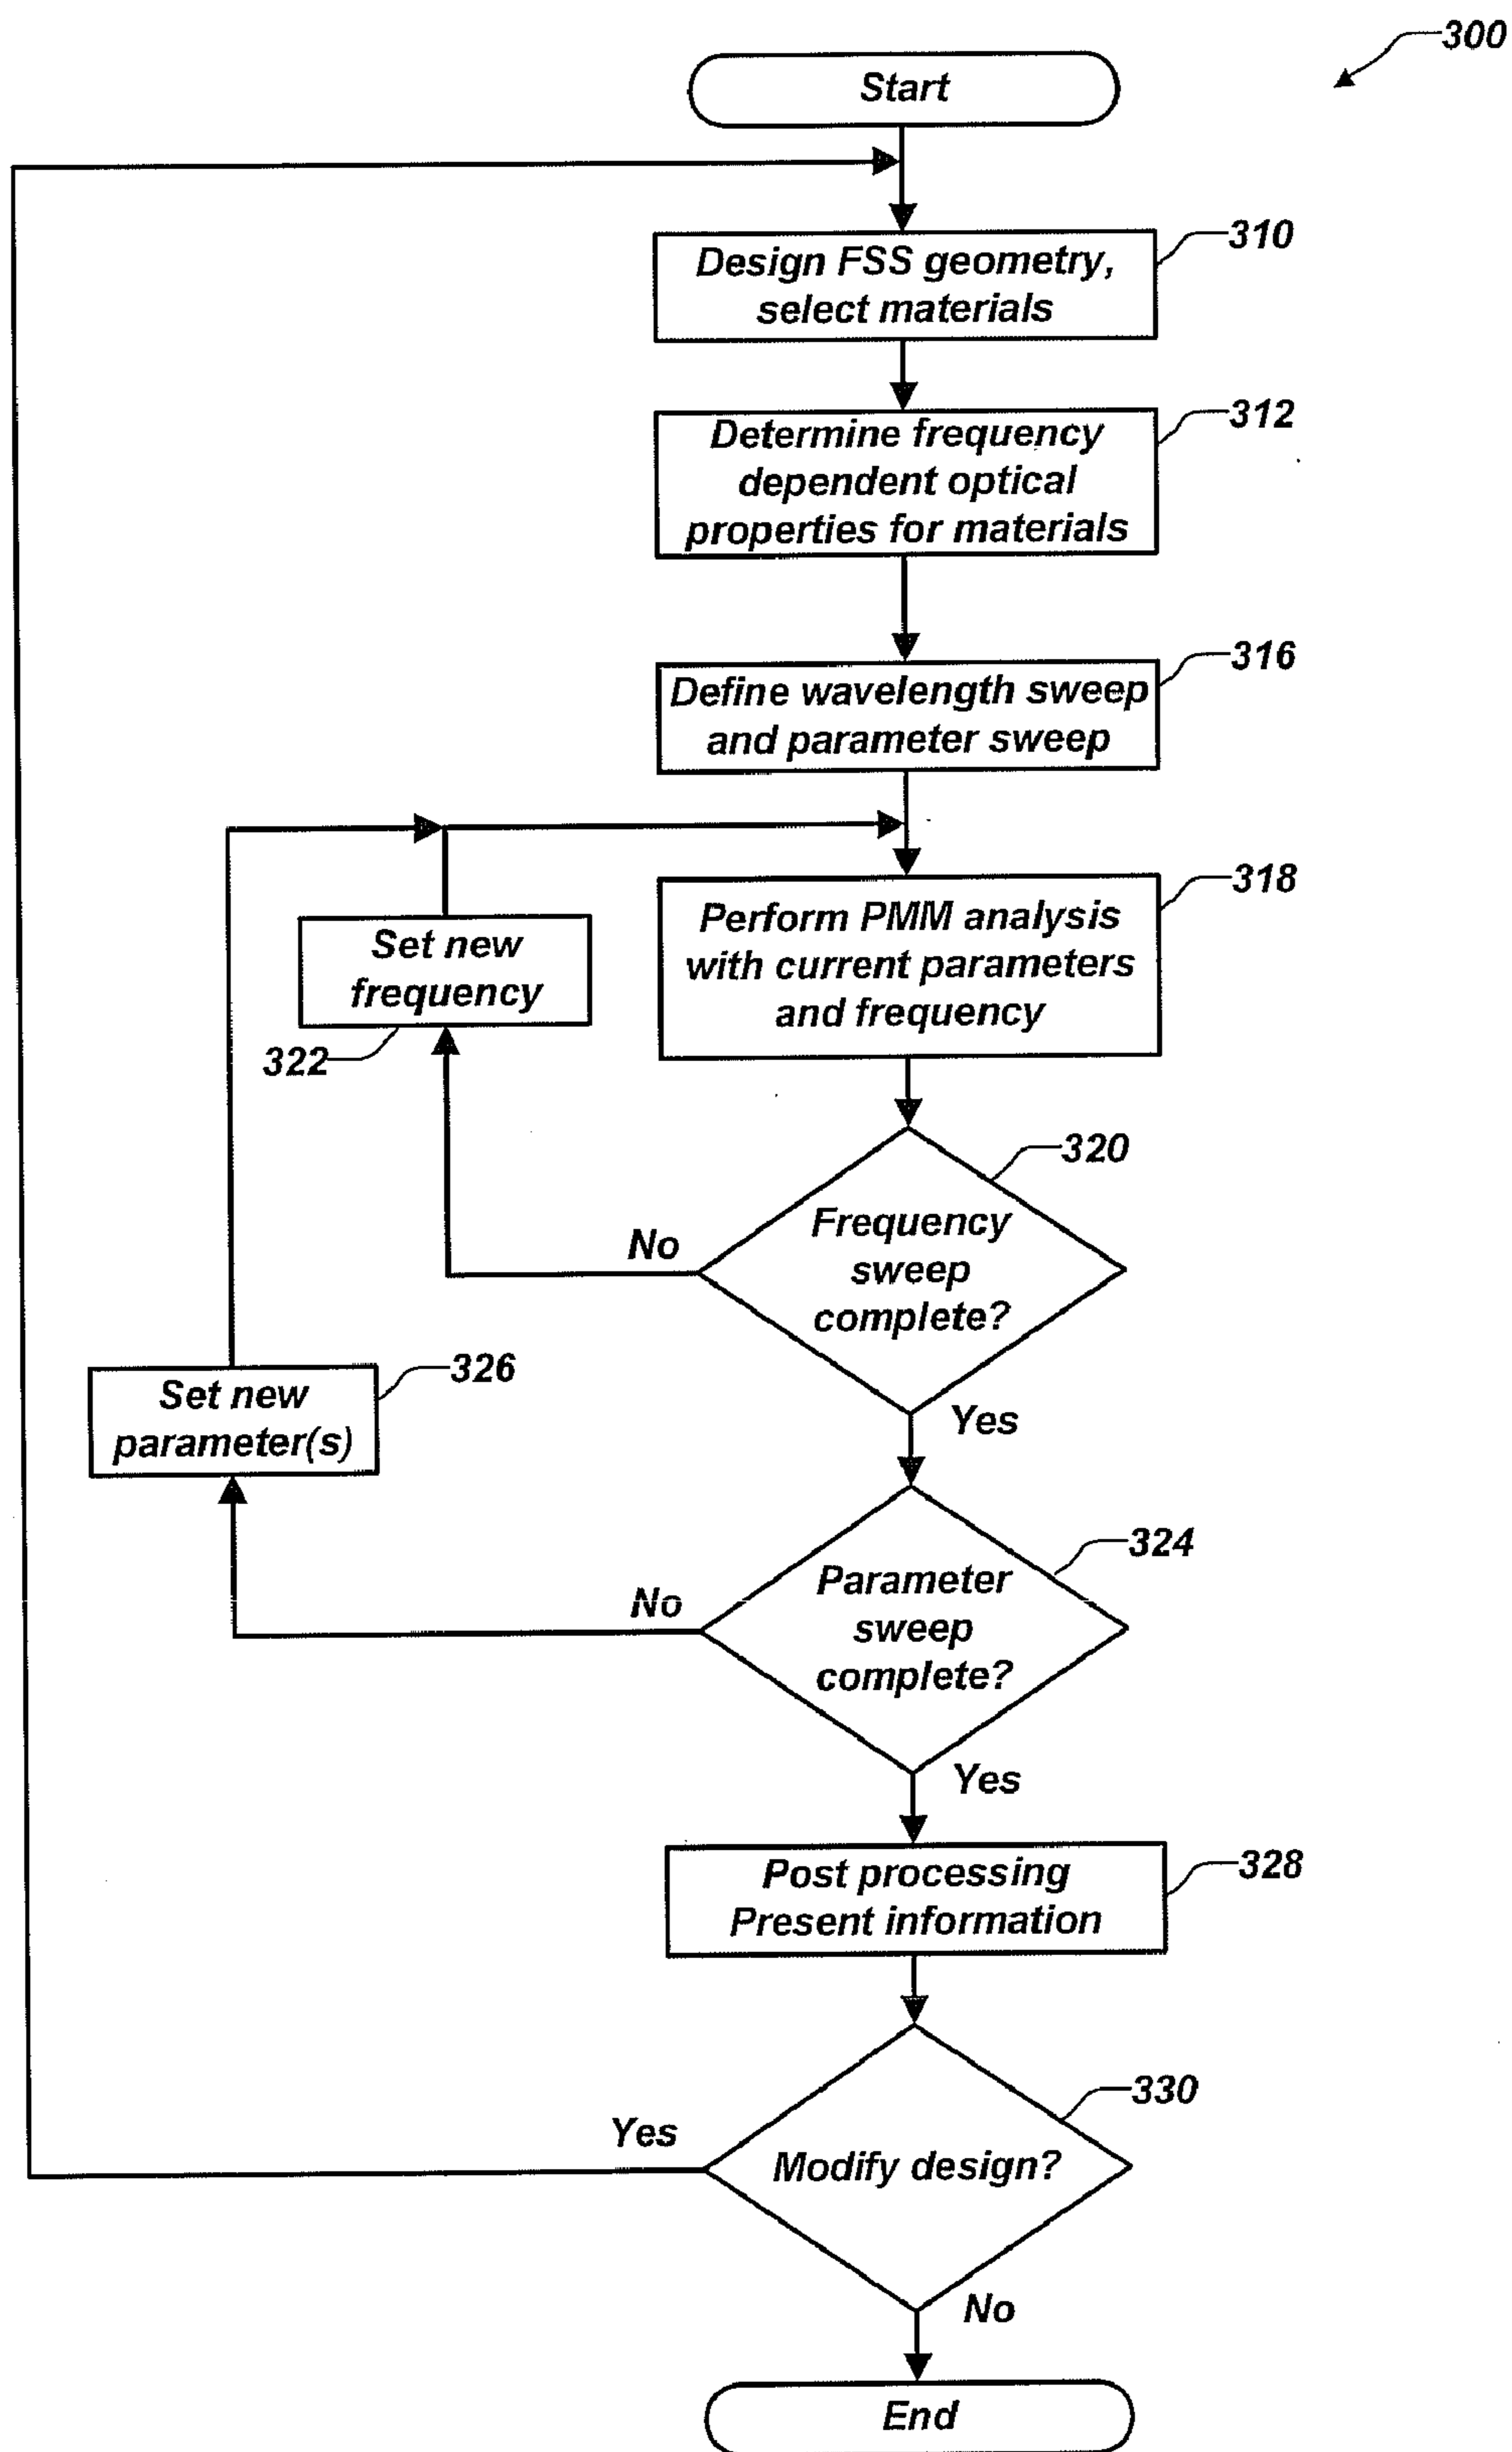 300
Start
310
Design FSS geometry,
select materials
312
Determine frequency
dependent optical
properties for materials
316
Define wavelength sweep
and parameter sweep
318
Perform PMM analysis
with current parameters
and frequency
Set new
frequency
322
320
Frequency
sweep
complete?
No
Yes
326
Set new
parameter(s)
324
Parameter
sweep
complete?
No
Yes
328
Post processing
Present information
330
Modify design?
Yes
No
End